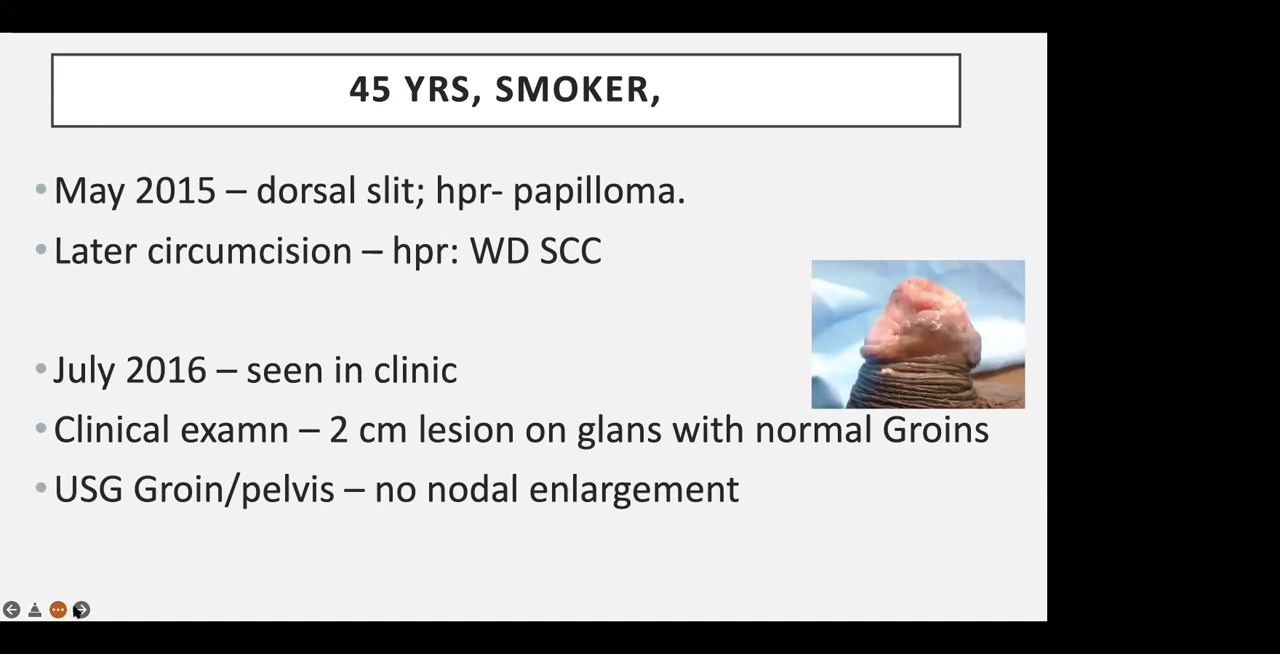 45 YRS, SMOKER,
• May 2015 – dorsal slit; hpr- papilloma.
• Later circumcision – hpr: WD SCC
• July 2016 – seen in clinic
• Clinical examn – 2 cm lesion on glans with normal Groins
• USG Groin/pelvis – no nodal enlargement